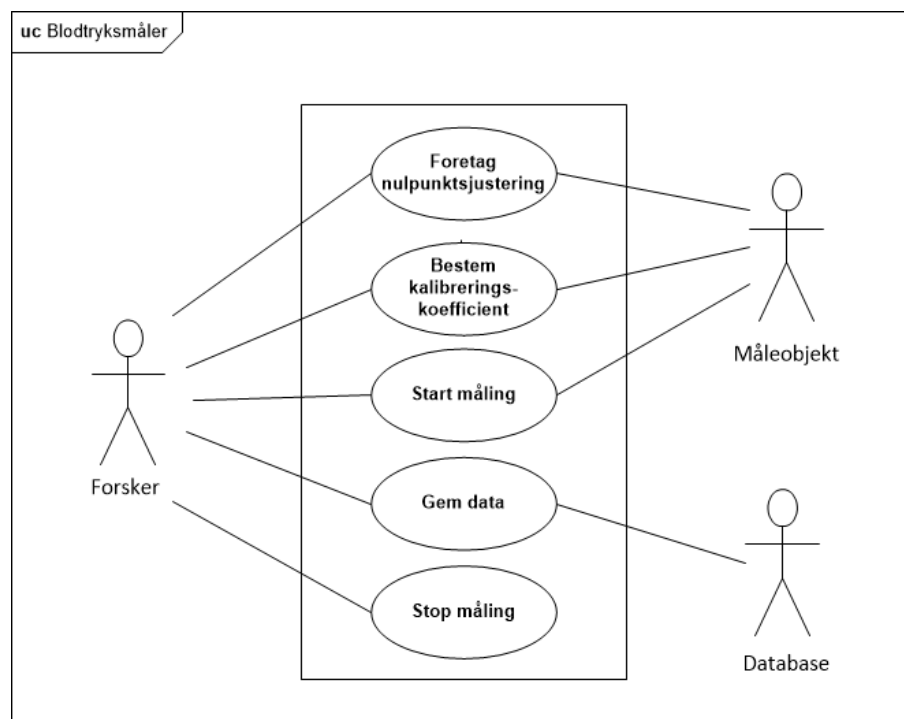 uc Blodtryksmåler
Foretag
nulpunktsjustering
Bestem
kalibrerings-
koefficient
Start måling
Gem data
Stop måling
Forsker
Måleobjekt
Database